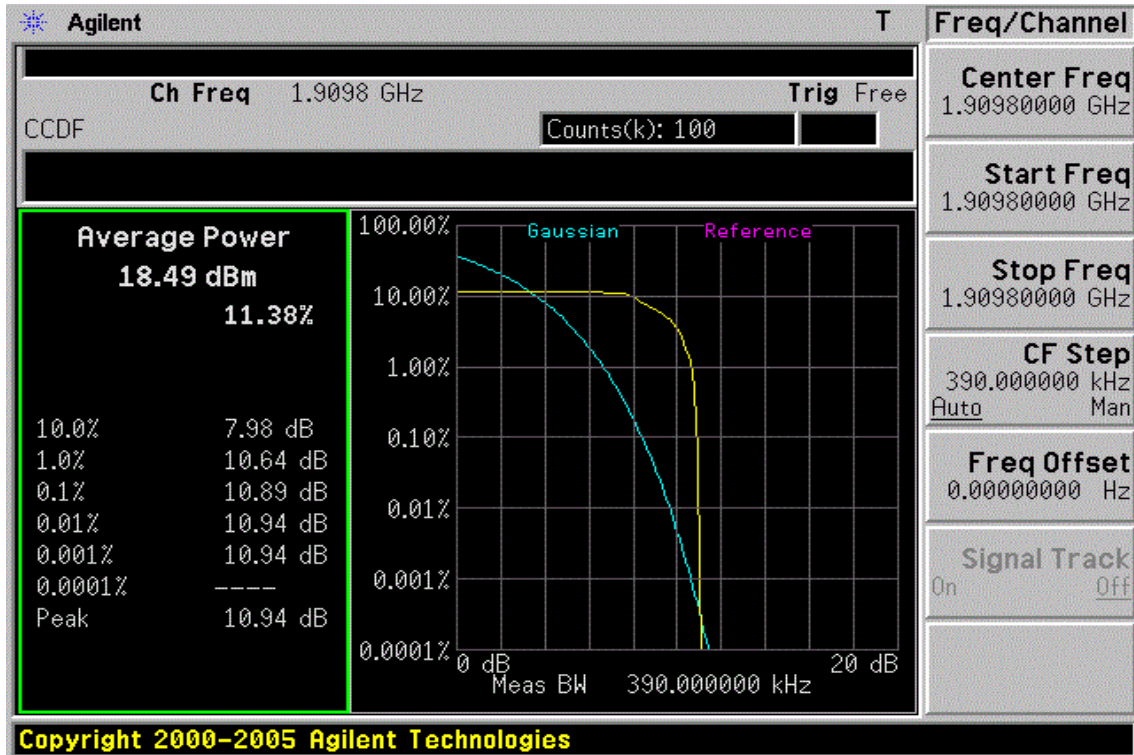 Agilent T
Freq/Channel
Ch Freq 1.9098 GHz Trig Free
CCDF Counts(k): 100
Average Power
18.49 dBm
11.38%
10.0% 7.98 dB
1.0% 10.64 dB
0.1% 10.89 dB
0.01% 10.94 dB
0.001% 10.94 dB
0.0001% ----
Peak 10.94 dB
Gaussian Reference
100.00%
10.00%
1.00%
0.10%
0.01%
0.001%
0.0001%
0 dB 20 dB
Meas BW 390.000000 kHz
Center Freq
1.90980000 GHz
Start Freq
1.90980000 GHz
Stop Freq
1.90980000 GHz
CF Step
390.000000 kHz
Auto Man
Freq Offset
0.00000000 Hz
Signal Track
On Off
Copyright 2000-2005 Agilent Technologies